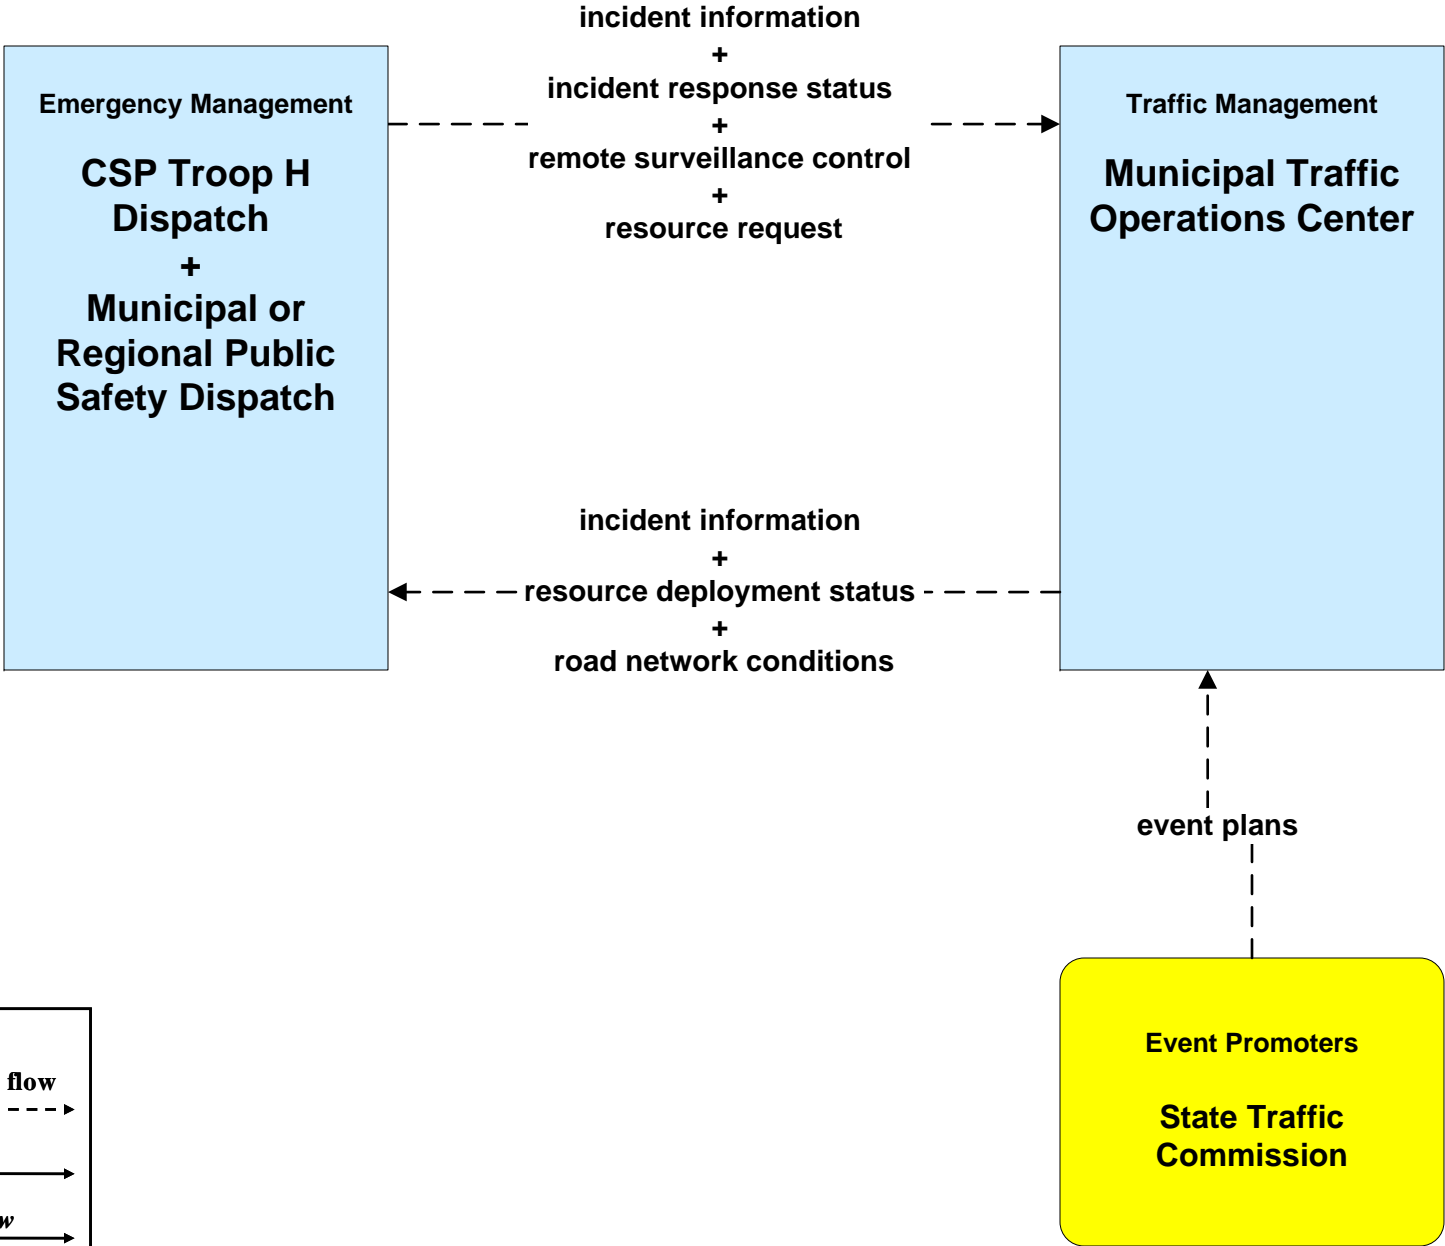 incident information
+
incident response status
+
remote surveillance control
+
resource request
Emergency Management
CSP Troop H
Dispatch
+
Municipal or
Regional Public
Safety Dispatch
Traffic Management
Municipal Traffic
Operations Center
incident information
+
resource deployment status
+
road network conditions
event plans
Event Promoters
State Traffic
Commission
flow